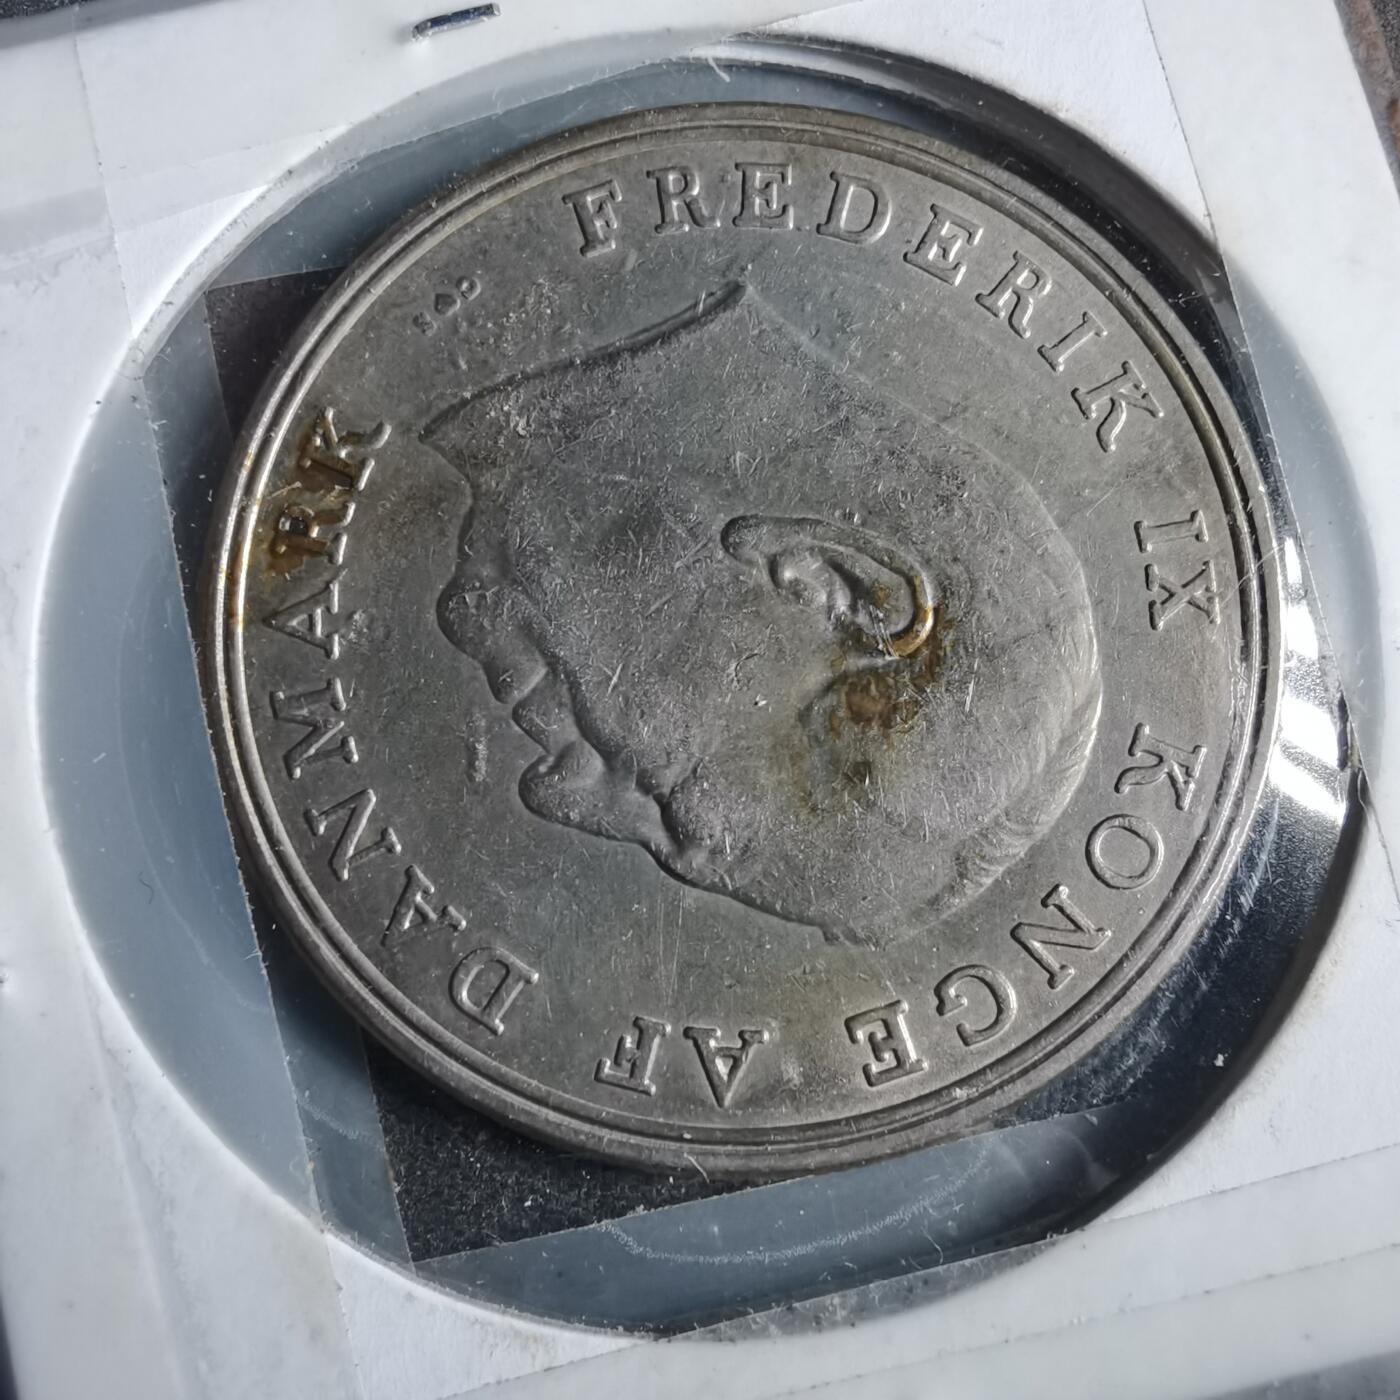 FREDERIK IX KONGE AF DANMARK
S♥C